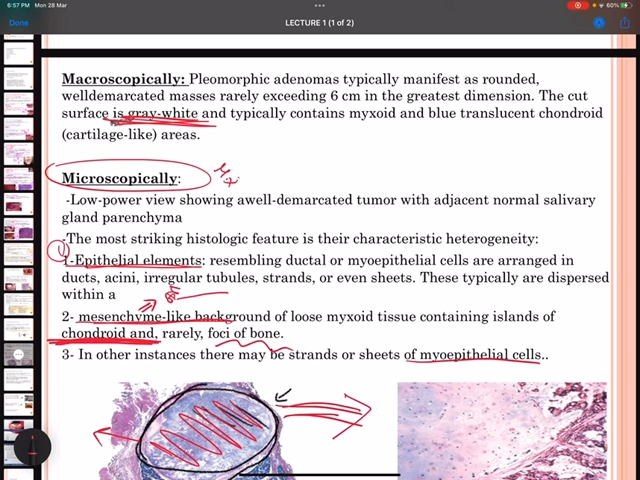 6:57 PM Mon 28 Mar
60%
Done
LECTURE 1 (1 of 2)
Macroscopically: Pleomorphic adenomas typically manifest as rounded,
welldemarcated masses rarely exceeding 6 cm in the greatest dimension. The cut
surface is gray-white and typically contains myxoid and blue translucent chondroid
(cartilage-like) areas.
Microscopically:
-Low-power view showing awell-demarcated tumor with adjacent normal salivary
gland parenchyma
-The most striking histologic feature is their characteristic heterogeneity:
1-Epithelial elements: resembling ductal or myoepithelial cells are arranged in
ducts, acini, irregular tubules, strands, or even sheets. These typically are dispersed
within a
2- mesenchyme-like background of loose myxoid tissue containing islands of
chondroid and, rarely, foci of bone.
3- In other instances there may be strands or sheets of myoepithelial cells..